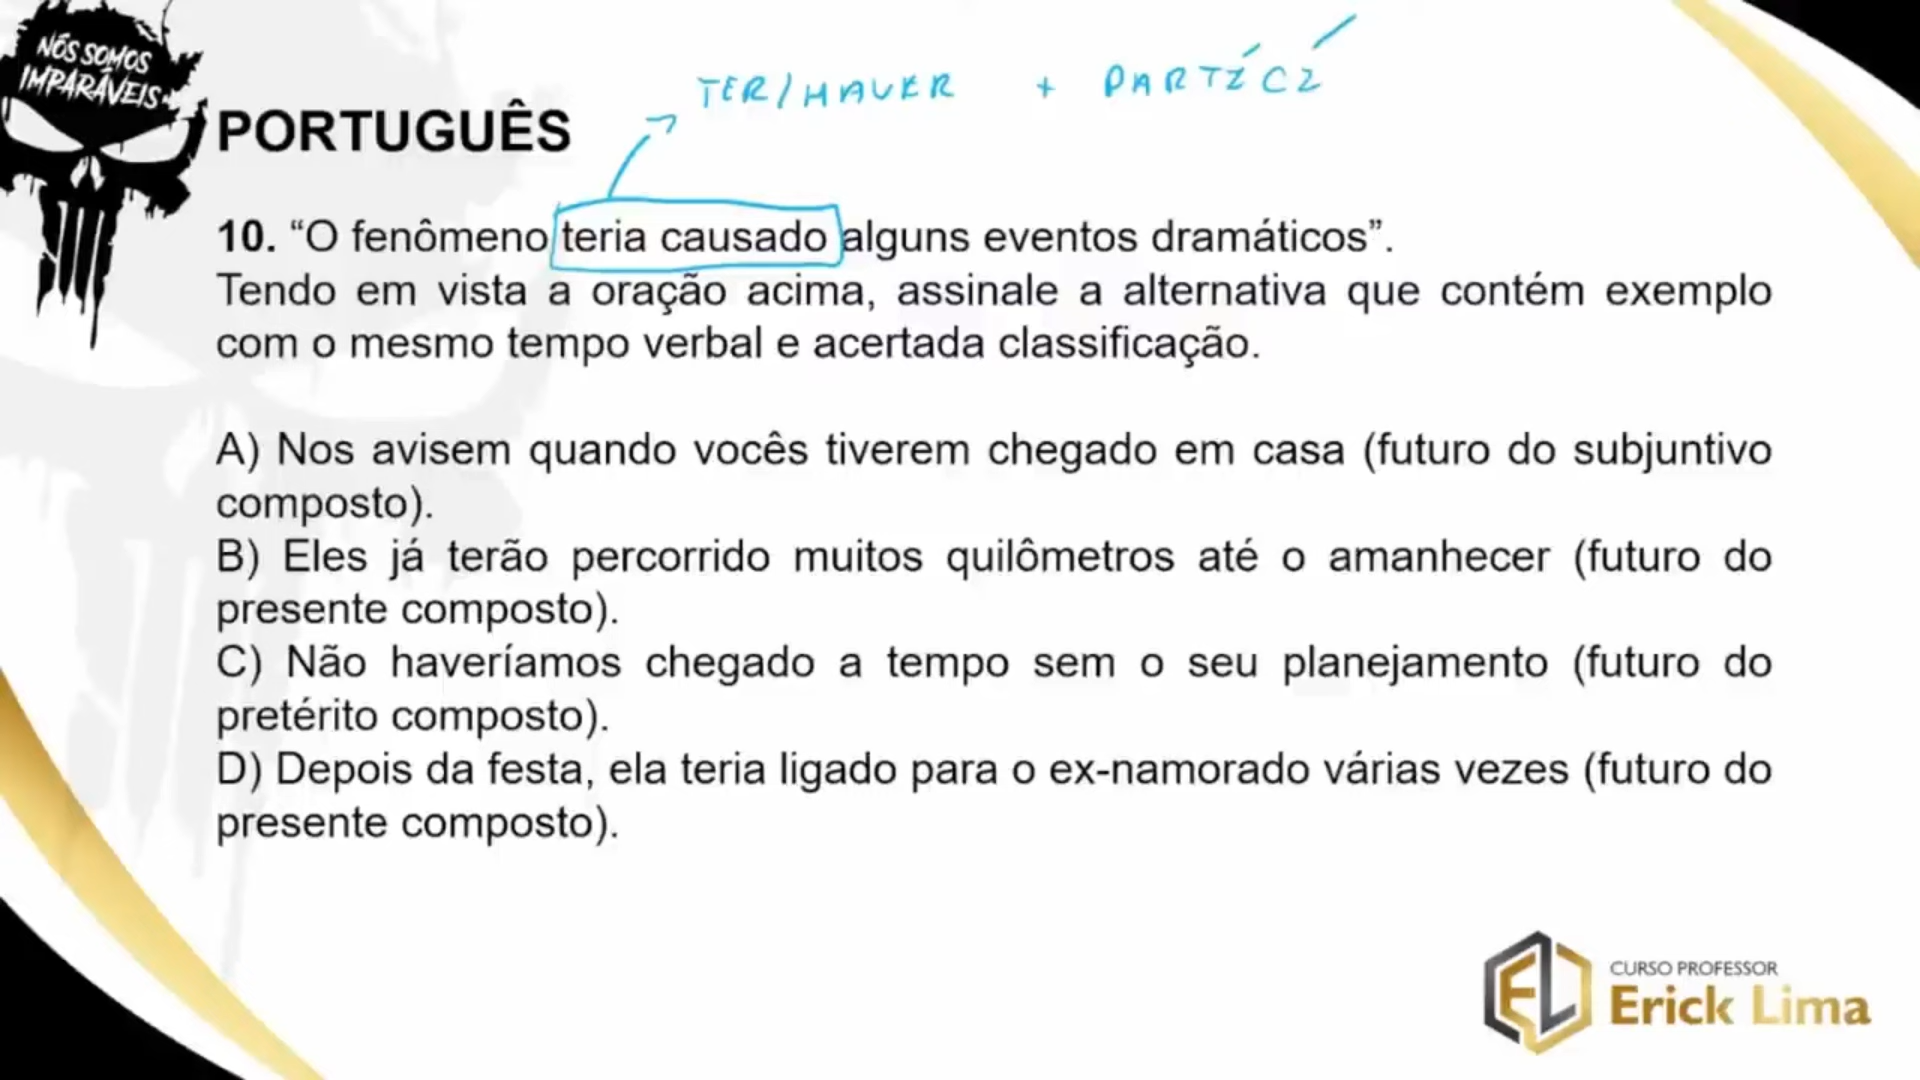 NÓS SOMOS
IMPARÁVEIS
TER/HAVER + PARTÍCI
PORTUGUÊS
10. “O fenômeno teria causado alguns eventos dramáticos”.
Tendo em vista a oração acima, assinale a alternativa que contém exemplo
com o mesmo tempo verbal e acertada classificação.
A) Nos avisem quando vocês tiverem chegado em casa (futuro do subjuntivo
composto).
B) Eles já terão percorrido muitos quilômetros até o amanhecer (futuro do
presente composto).
C) Não haveríamos chegado a tempo sem o seu planejamento (futuro do
pretérito composto).
D) Depois da festa, ela teria ligado para o ex-namorado várias vezes (futuro do
presente composto).
EL
CURSO PROFESSOR
Erick Lima